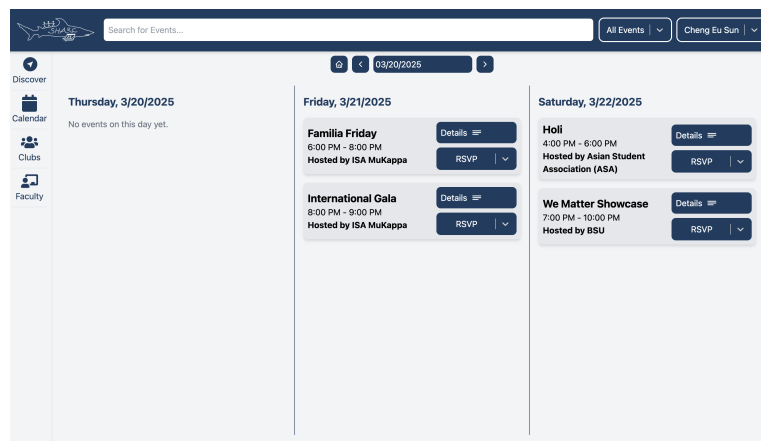 SHARC
Search for Events...
All Events
Cheng Eu Sun
03/20/2025
Discover
Calendar
Clubs
Faculty
Thursday, 3/20/2025
No events on this day yet.
Friday, 3/21/2025
Familia Friday
6:00 PM - 8:00 PM
Hosted by ISA MuKappa
Details
RSVP
International Gala
8:00 PM - 9:00 PM
Hosted by ISA MuKappa
Details
RSVP
Saturday, 3/22/2025
Holi
4:00 PM - 6:00 PM
Hosted by Asian Student
Association (ASA)
Details
RSVP
We Matter Showcase
7:00 PM - 10:00 PM
Hosted by BSU
Details
RSVP